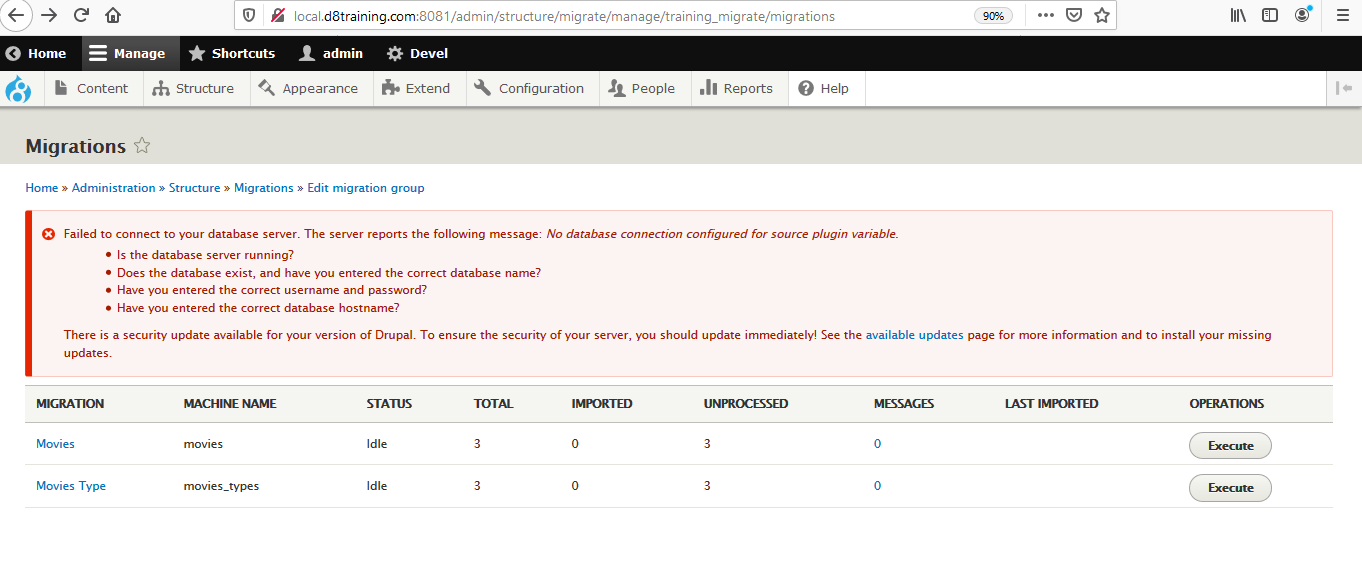 local.d8training.com:8081/admin/structure/migrate/manage/training_migrate/migrations 90%
Home Manage Shortcuts admin Devel
Content Structure Appearance Extend Configuration People Reports Help
Migrations
Home » Administration » Structure » Migrations » Edit migration group
Failed to connect to your database server. The server reports the following message: No database connection configured for source plugin variable.
• Is the database server running?
• Does the database exist, and have you entered the correct database name?
• Have you entered the correct username and password?
• Have you entered the correct database hostname?
There is a security update available for your version of Drupal. To ensure the security of your server, you should update immediately! See the available updates page for more information and to install your missing
updates.
MIGRATION MACHINE NAME STATUS TOTAL IMPORTED UNPROCESSED MESSAGES LAST IMPORTED OPERATIONS
Movies movies Idle 3 0 3 0 Execute
Movies Type movies_types Idle 3 0 3 0 Execute